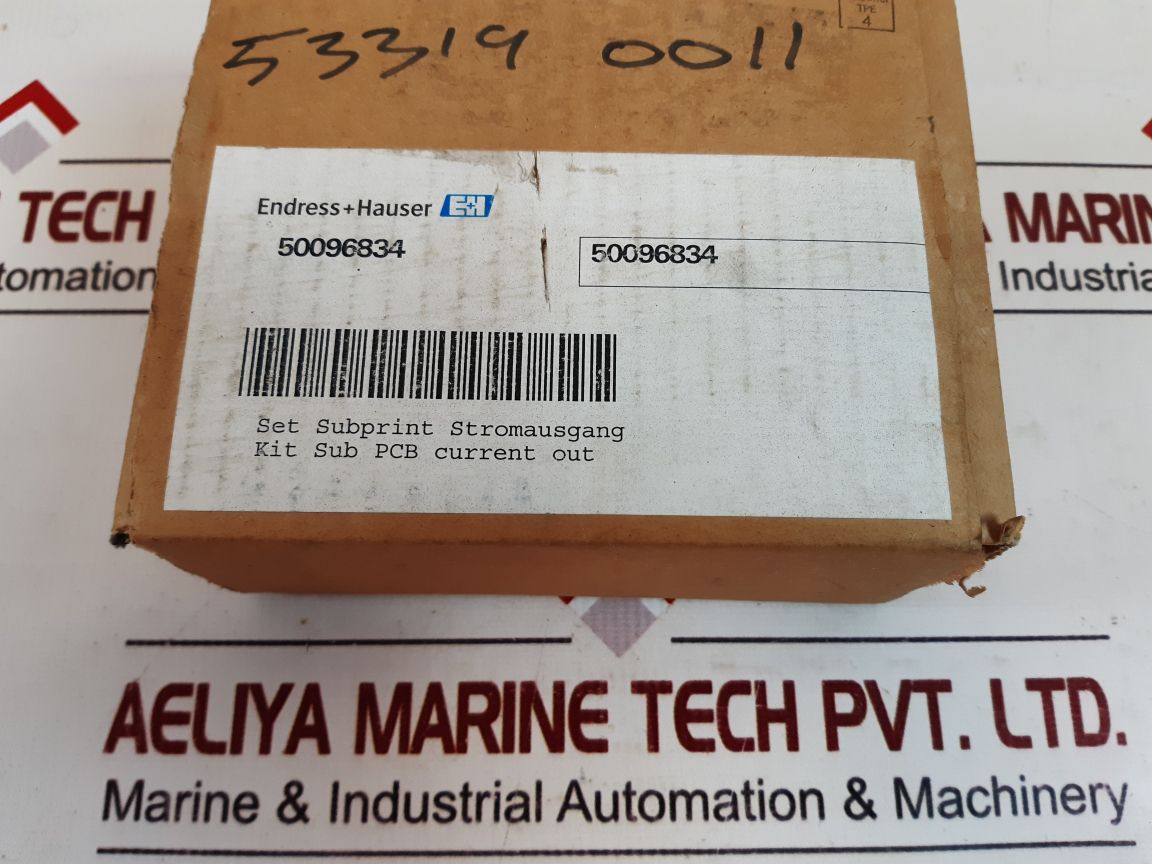 TPE
4
53319 0011
Endress+Hauser E+H
50096834
50096834
Set Subprint Stromausgang
Kit Sub PCB current out
TECH
tomation
MARIN
Industria
AELIYA MARINE TECH PVT. LTD.
Marine & Industrial Automation & Machinery